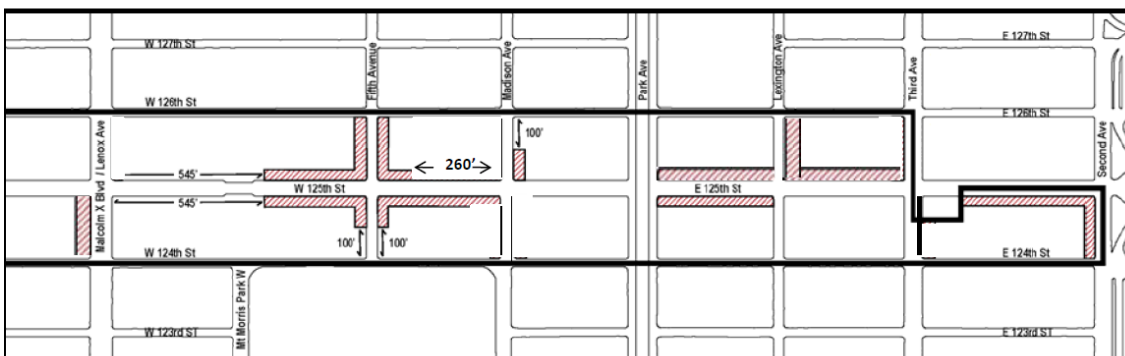 W 127th St
E 127th St
Fifth Avenue
Madison Ave
Park Ave
Lexington Ave
Third Ave
Second Ave
W 126th St
E 126th St
Malcolm X Blvd / Lenox Ave
100'
260'
545'
W 125th St
E 125th St
545'
100'
100'
W 124th St
E 124th St
Mt Morris Park W
W 123rd ST
E 123rd ST